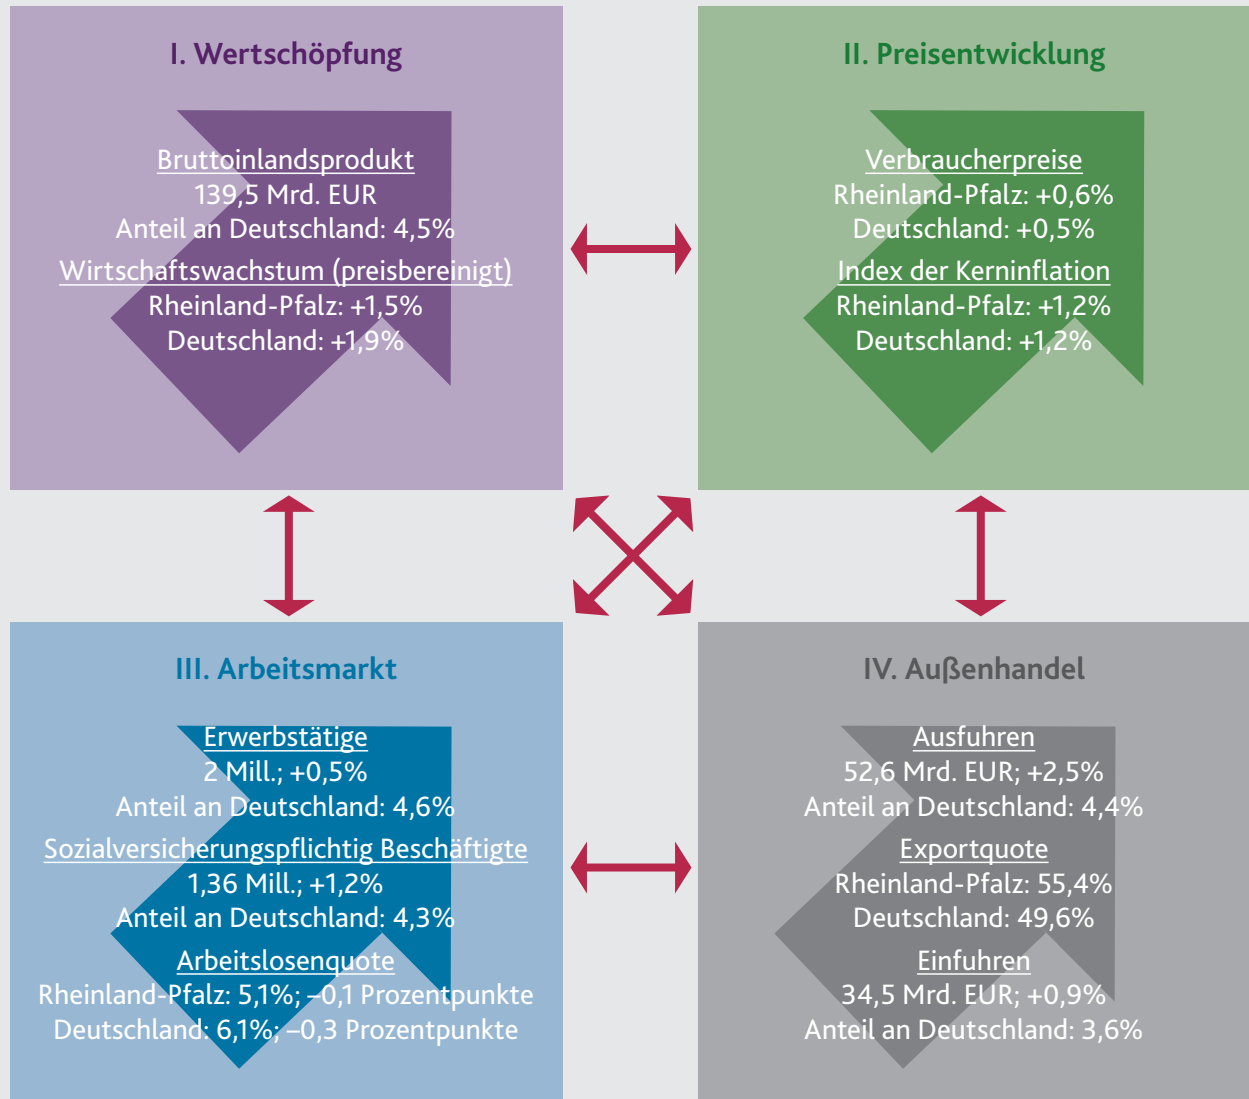 I. Wertschöpfung
Bruttoinlandsprodukt
139,5 Mrd. EUR
Anteil an Deutschland: 4,5%
Wirtschaftswachstum (preisbereinigt)
Rheinland-Pfalz: +1,5%
Deutschland: +1,9%
II. Preisentwicklung
Verbraucherpreise
Rheinland-Pfalz: +0,6%
Deutschland: +0,5%
Index der Kerninflation
Rheinland-Pfalz: +1,2%
Deutschland: +1,2%
III. Arbeitsmarkt
Erwerbstätige
2 Mill.; +0,5%
Anteil an Deutschland: 4,6%
Sozialversicherungspflichtig Beschäftigte
1,36 Mill.; +1,2%
Anteil an Deutschland: 4,3%
Arbeitslosenquote
Rheinland-Pfalz: 5,1%; –0,1 Prozentpunkte
Deutschland: 6,1%; –0,3 Prozentpunkte
IV. Außenhandel
Ausfuhren
52,6 Mrd. EUR; +2,5%
Anteil an Deutschland: 4,4%
Exportquote
Rheinland-Pfalz: 55,4%
Deutschland: 49,6%
Einfuhren
34,5 Mrd. EUR; +0,9%
Anteil an Deutschland: 3,6%